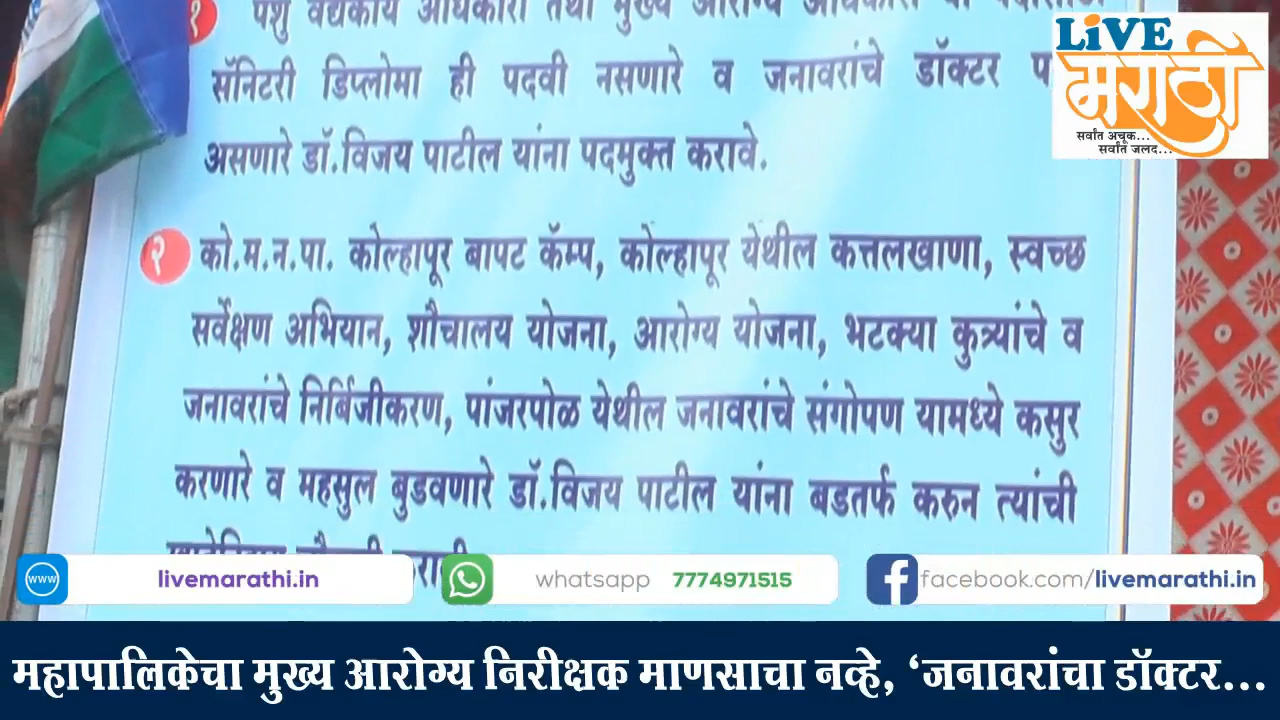 १
सॅनिटरी डिप्लोमा ही पदवी नसणारे व जनावरांचे डॉक्टर
असणारे डॉ.विजय पाटील यांना पदमुक्त करावे.
२ को.म.न.पा. कोल्हापूर बापट कॅम्प, कोल्हापूर येथील कत्तलखाणा, स्वच्छ
सर्वेक्षण अभियान, शौचालय योजना, आरोग्य योजना, भटक्या कुत्र्यांचे व
जनावरांचे निर्बिजीकरण, पांजरपोळ येथील जनावरांचे संगोपण यामध्ये कसुर
करणारे व महसुल बुडवणारे डॉ.विजय पाटील यांना बडतर्फ करुन त्यांची
LIVE
मराठी
सर्वांत अचूक...
सर्वांत जलद...
www livemarathi.in
whatsapp 7774971515
facebook.com/livemarathi.in
महापालिकेचा मुख्य आरोग्य निरीक्षक माणसाचा नव्हे, ‘जनावरांचा डॉक्टर...